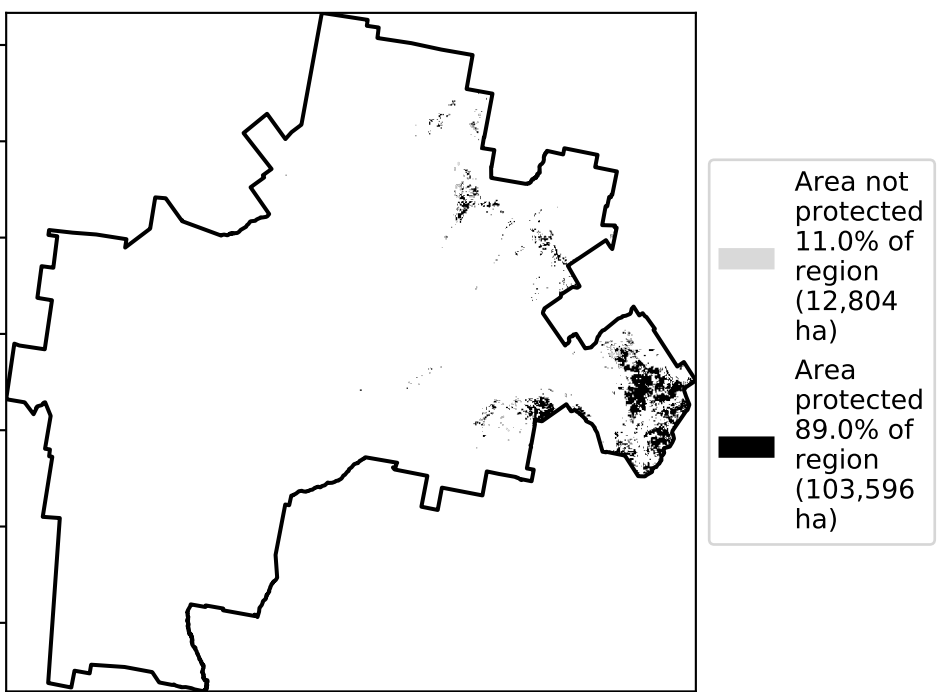 Area not
protected
11.0% of
region
(12,804
ha)
Area
protected
89.0% of
region
(103,596
ha)